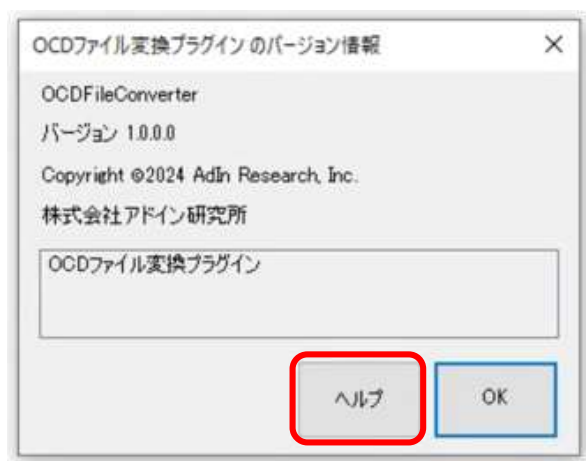 OCDファイル変換プラグイン のバージョン情報
OCDFileConverter
バージョン 1.0.0.0
Copyright ©2024 AdIn Research, Inc.
株式会社アドイン研究所
OCDファイル変換プラグイン
ヘルプ
OK